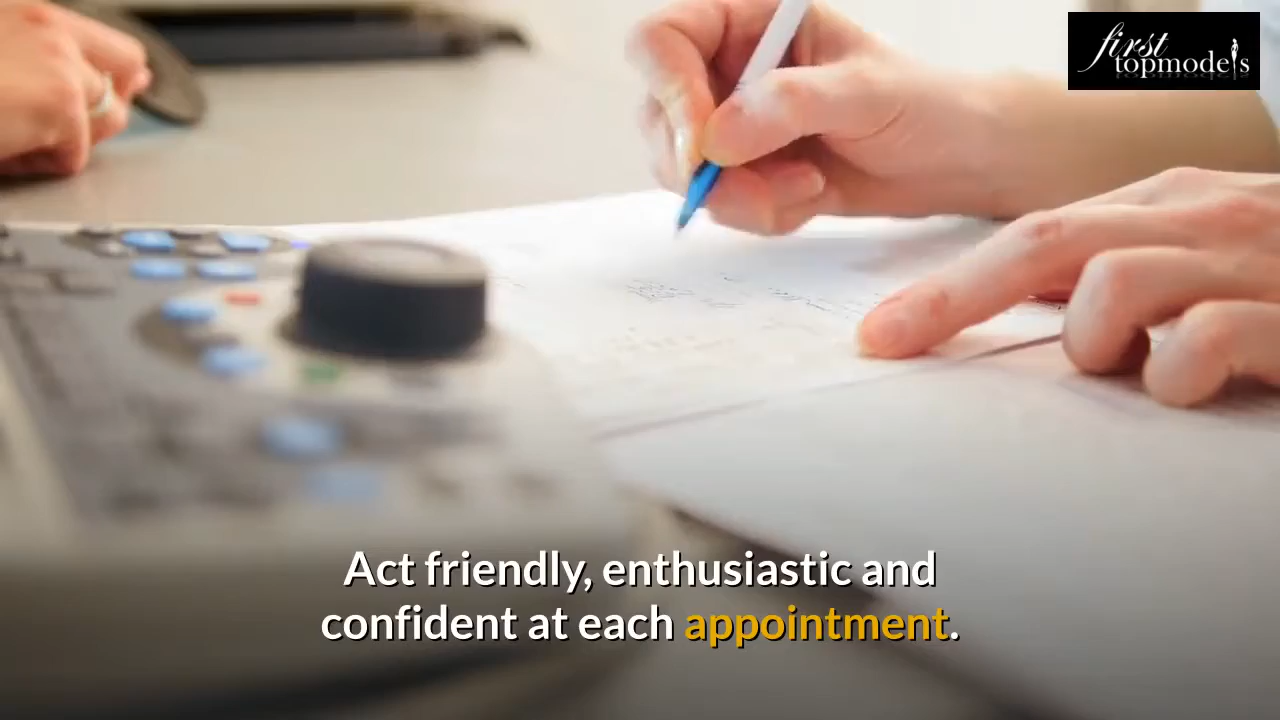 first
topmodels
Act friendly, enthusiastic and
confident at each appointment.